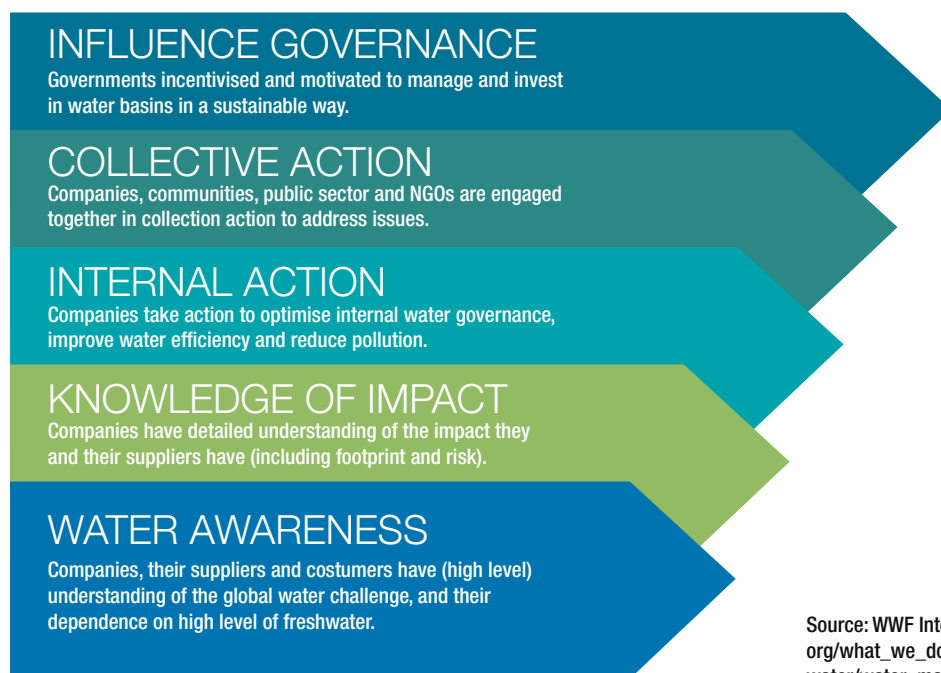 INFLUENCE GOVERNANCE
Governments incentivised and motivated to manage and invest
in water basins in a sustainable way.
COLLECTIVE ACTION
Companies, communities, public sector and NGOs are engaged
together in collection action to address issues.
INTERNAL ACTION
Companies take action to optimise internal water governance,
improve water efficiency and reduce pollution.
KNOWLEDGE OF IMPACT
Companies have detailed understanding of the impact they
and their suppliers have (including footprint and risk).
WATER AWARENESS
Companies, their suppliers and costumers have (high level)
understanding of the global water challenge, and their
dependence on high level of freshwater.
Source: WWF
org/what_we_do